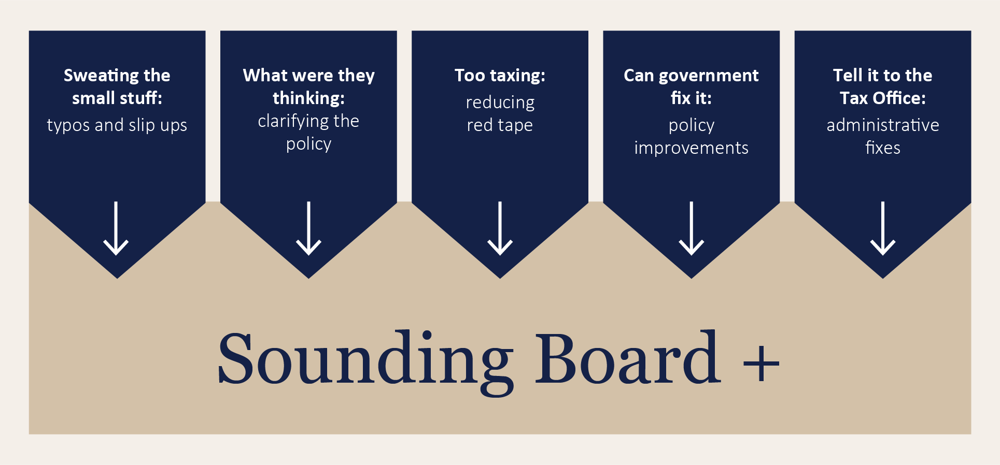 Sweating the
small stuff:
typos and slip ups
What were they
thinking:
clarifying the
policy
Too taxing:
reducing
red tape
Can government
fix it:
policy
improvements
Tell it to the
Tax Office:
administrative
fixes
Sounding Board +